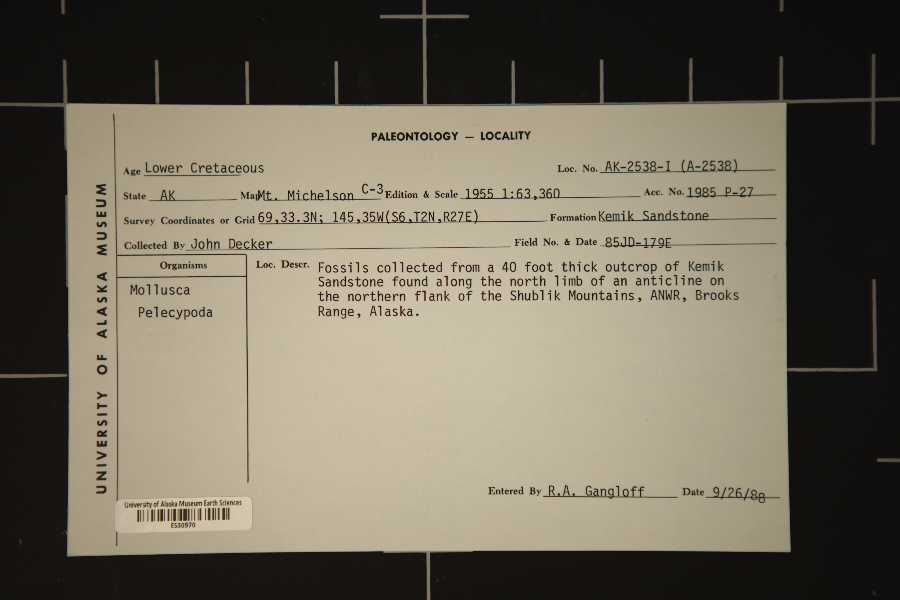 PALEONTOLOGY — LOCALITY
Age Lower Cretaceous Loc. No. AK-2538-I (A-2538)
State AK Map Mt. Michelson C-3 Edition & Scale 1955 1:63,360 Acc. No. 1985 P-27
Survey Coordinates or Grid 69,33.3N; 145,35W(S6,T2N,R27E) Formation Kemik Sandstone
Collected By John Decker Field No. & Date 85JD-179E
Organisms
Mollusca
Pelecypoda
Loc. Descr. Fossils collected from a 40 foot thick outcrop of Kemik
Sandstone found along the north limb of an anticline on
the northern flank of the Shublik Mountains, ANWR, Brooks
Range, Alaska.
Entered By R.A. Gangloff Date 9/26/88
UNIVERSITY OF ALASKA MUSEUM
University of Alaska Museum Earth Sciences
ES30970